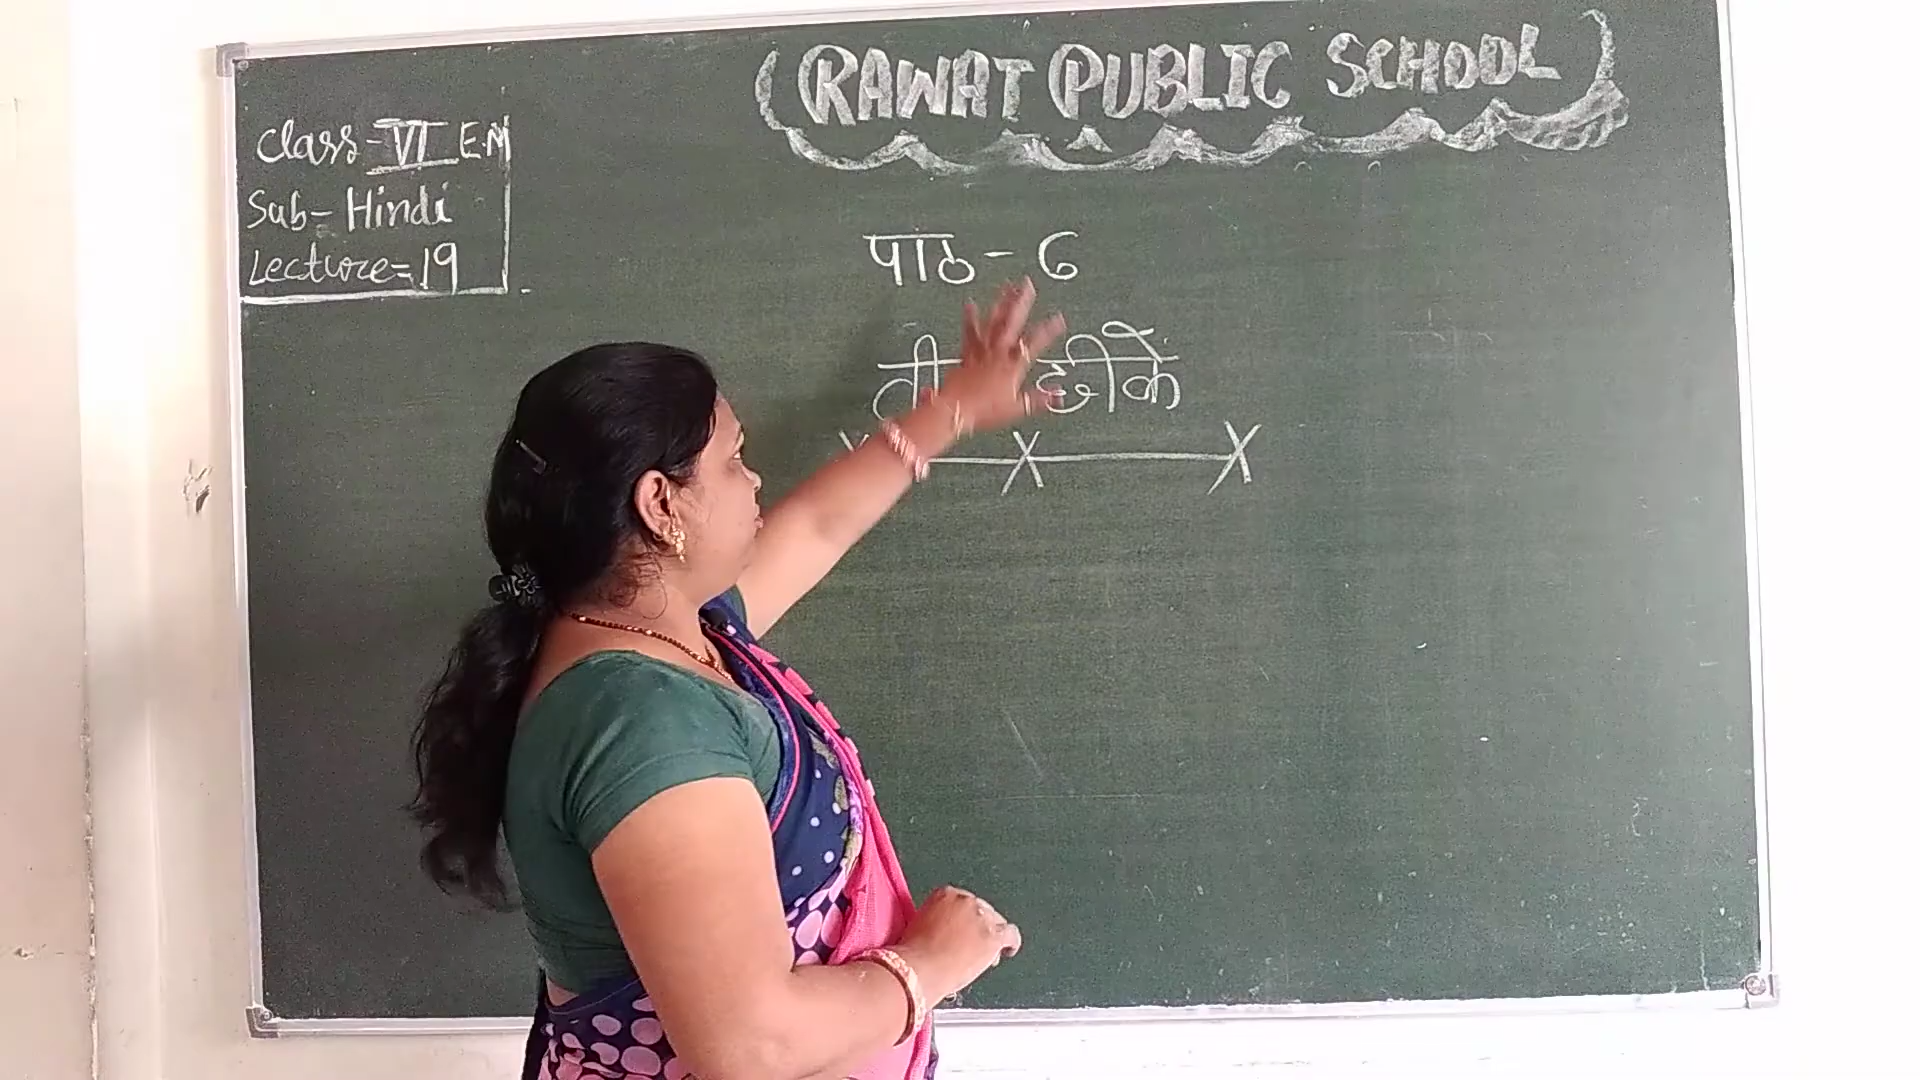 Class-VI E.M
Sub-Hindi
Lecture=19
(RAWAT PUBLIC SCHOOL)
पाठ-6
छींकें